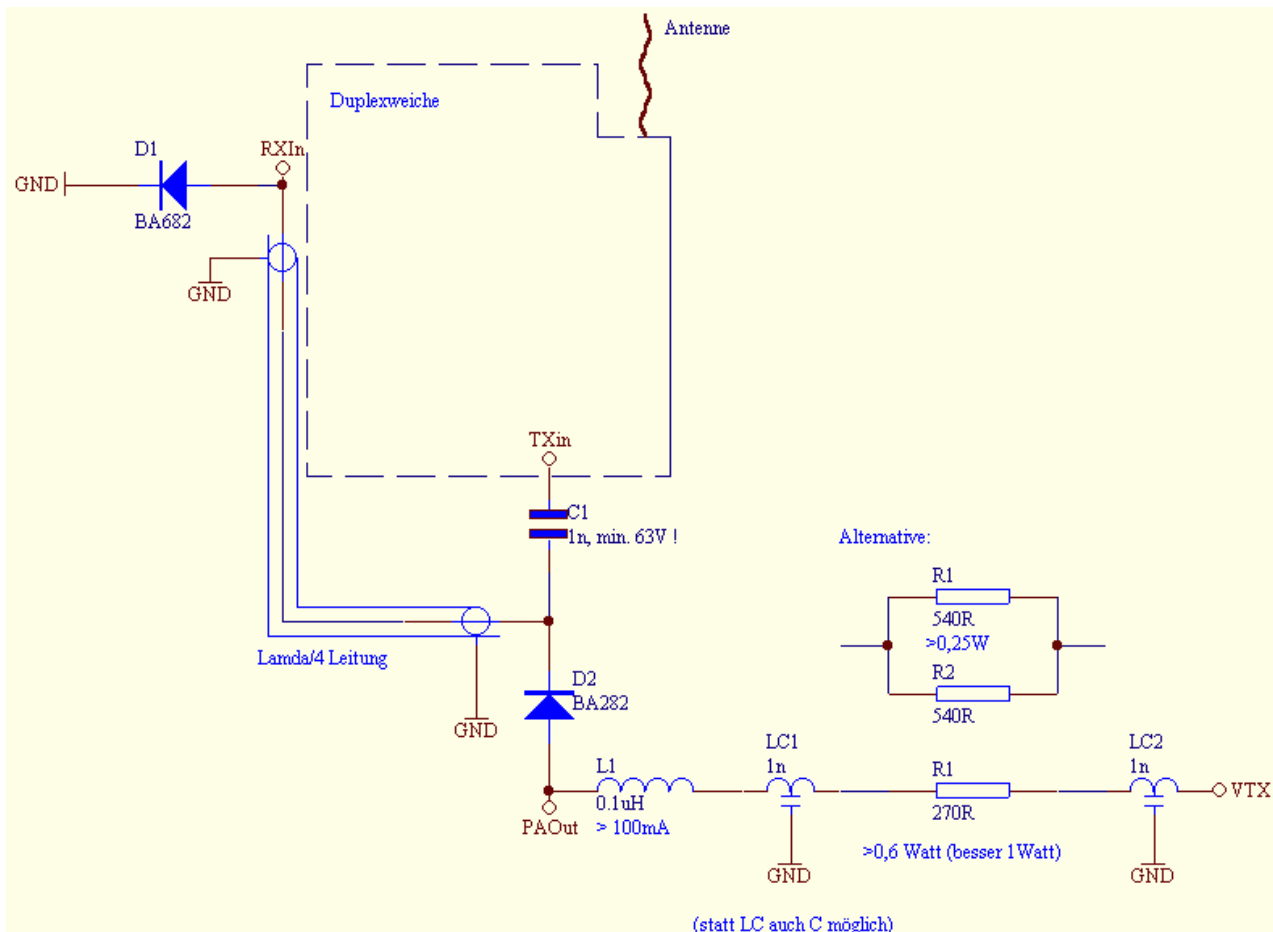 Antenne
Duplexweiche
D1
RXIn
GND
BA682
GND
TXin
C1
1n, min. 63V !
Alternative:
R1
540R
>0,25W
R2
540R
Lamda/4 Leitung
D2
BA282
GND
L1
0.1uH
> 100mA
PAOut
LC1
1n
GND
R1
270R
>0,6 Watt (besser 1Watt)
LC2
1n
VTX
GND
(statt LC auch C möglich)